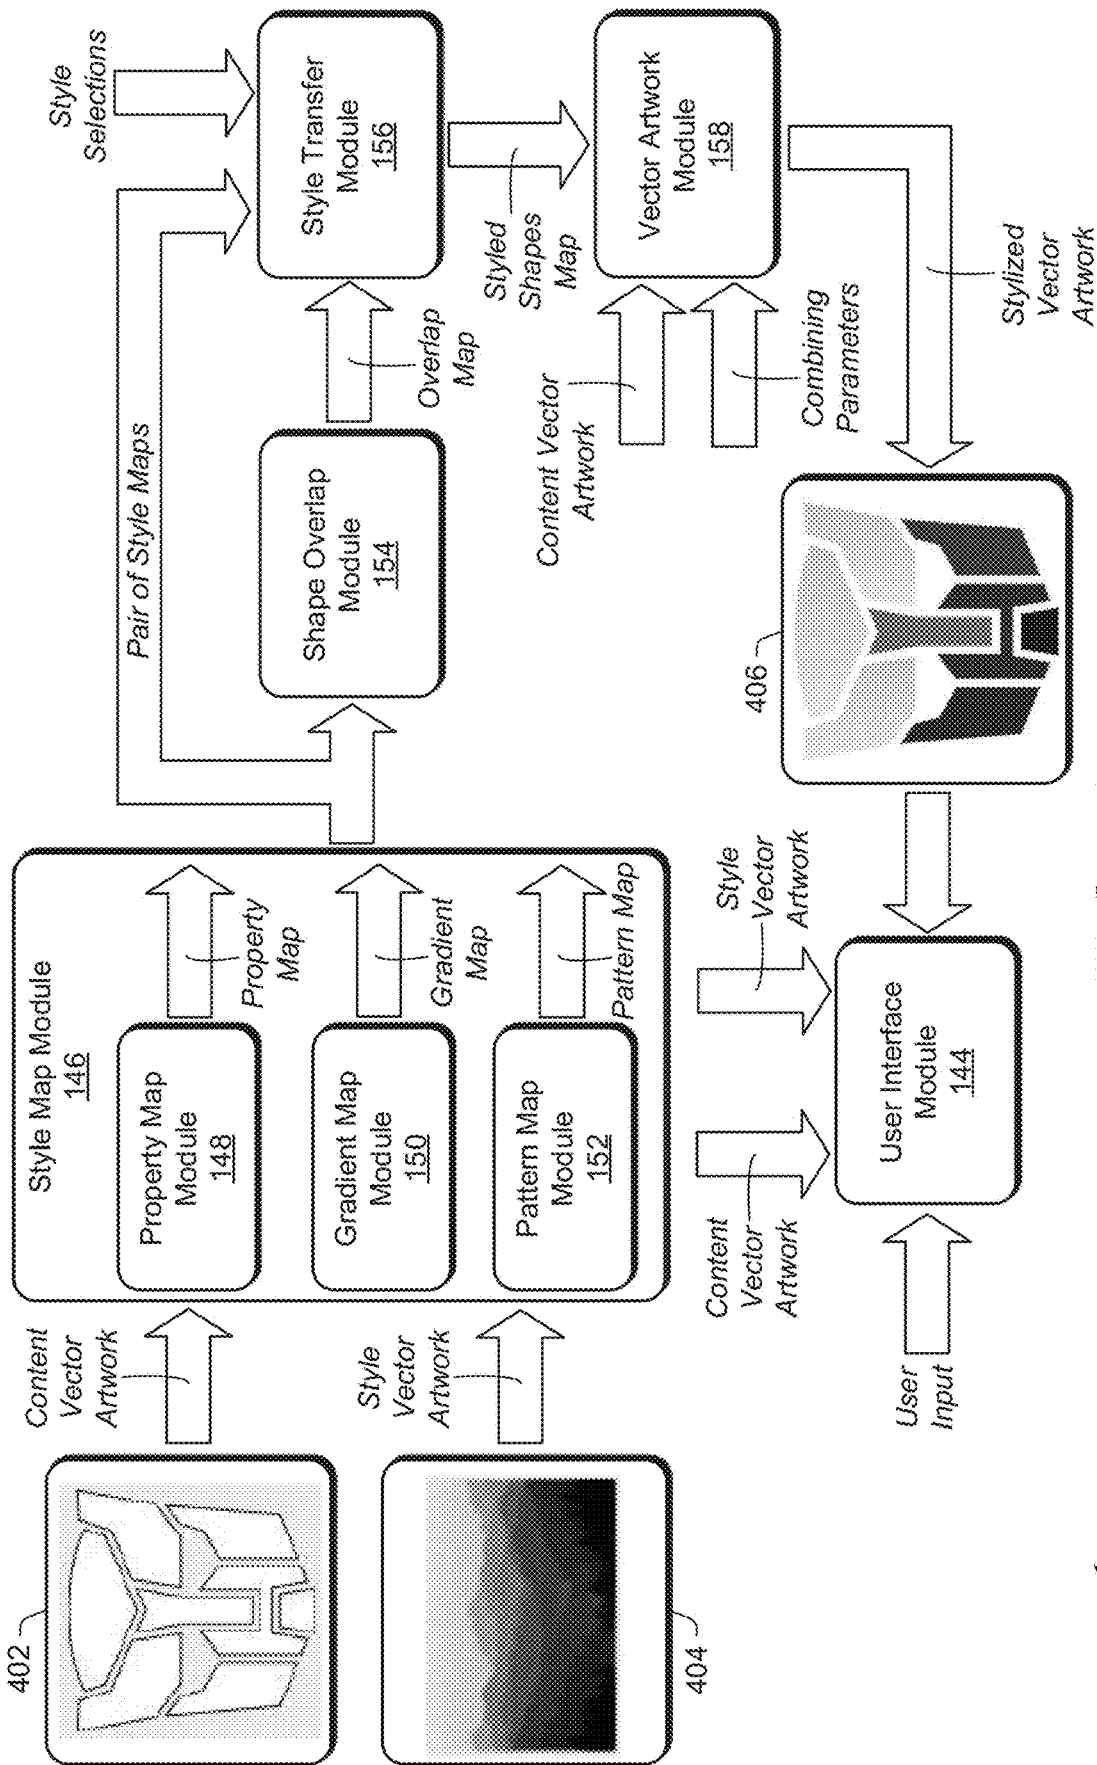 402
Content
Vector
Artwork
404
Style
Vector
Artwork
Style Map Module
146
Property Map
Module
148
Property
Map
Gradient Map
Module
150
Gradient
Map
Pattern Map
Module
152
Pattern Map
Pair of Style Maps
Shape Overlap
Module
154
Overlap
Map
Style
Selections
Style Transfer
Module
156
Styled
Shapes
Map
Content Vector
Artwork
Combining
Parameters
Vector Artwork
Module
158
Stylized
Vector
Artwork
406
User
Input
Content
Vector
Artwork
Style
Vector
Artwork
User Interface
Module
144